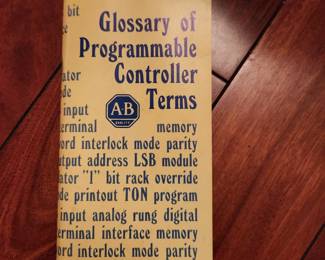 bit
Glossary of
Programmable
ator Controller
de Terms
input A-B
QUALITY
erminal memory
ord interlock mode parity
utput address LSB module
ator "1" bit rack override
de printout TON program
input analog rung digital
erminal interface memory
ord interlock mode parity